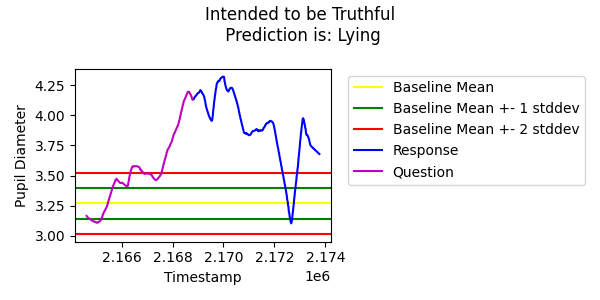 Intended to be Truthful
Prediction is: Lying
4.25
4.00
3.75
3.50
3.25
3.00
Pupil Diameter
2.166 2.168 2.170 2.172 2.174
1e6
Timestamp
Baseline Mean
Baseline Mean +- 1 stddev
Baseline Mean +- 2 stddev
Response
Question